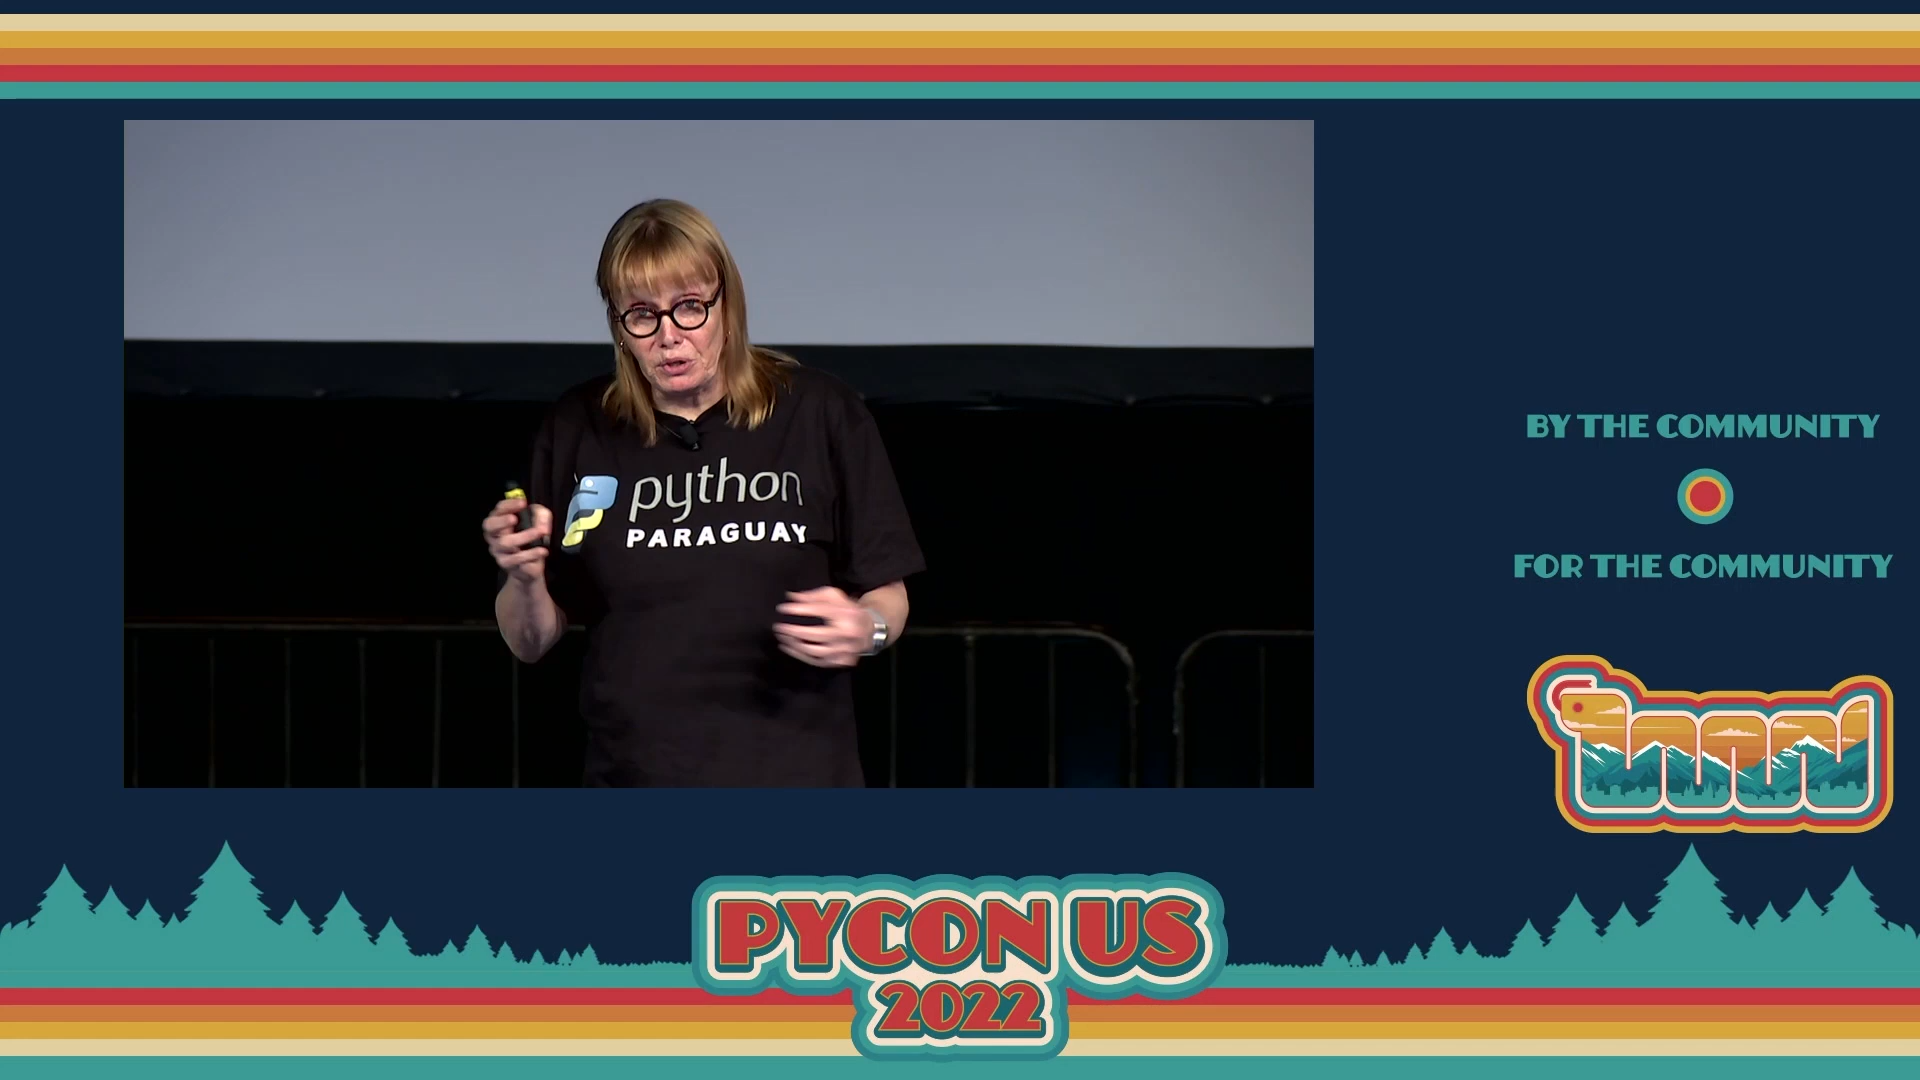 python
PARAGUAY
BY THE COMMUNITY
FOR THE COMMUNITY
PYCON US
2022